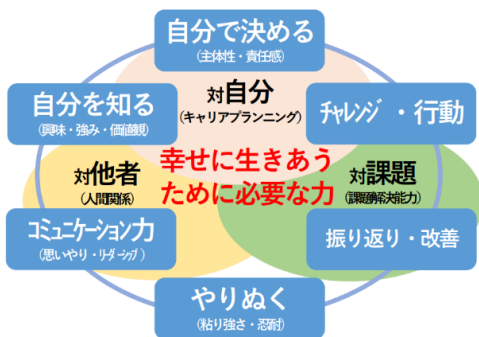 自分で決める
(主体性・責任感)
対自分
(キャリアプランニング)
自分を知る
(興味・強み・価値観)
チャレンジ ・行動
幸せに生きあう
ために必要な力
対他者
(人間関係)
対課題
(課題解決能力)
コミュニケーション力
(思いやり・リーダーシップ)
振り返り・改善
やりぬく
(粘り強さ・忍耐)